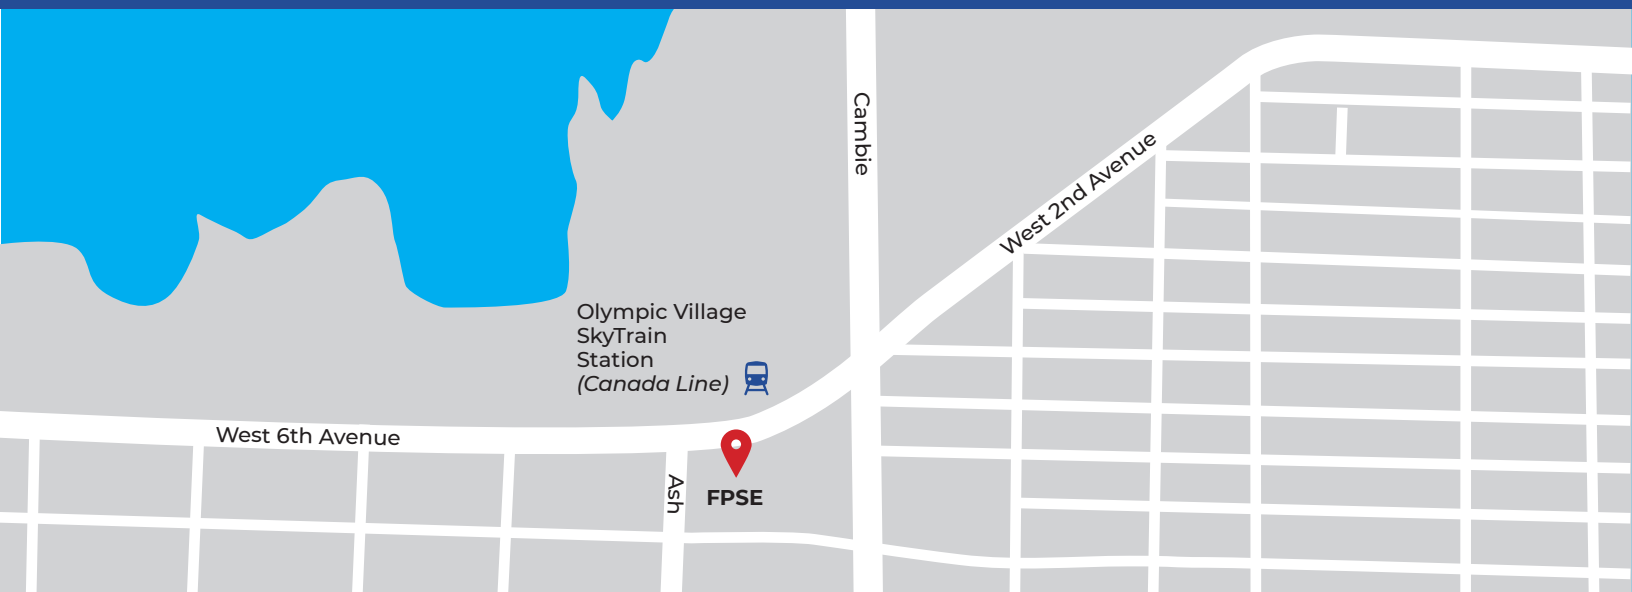 Cambie
West 2nd Avenue
Olympic Village
SkyTrain
Station
(Canada Line)
West 6th Avenue
Ash
FPSE